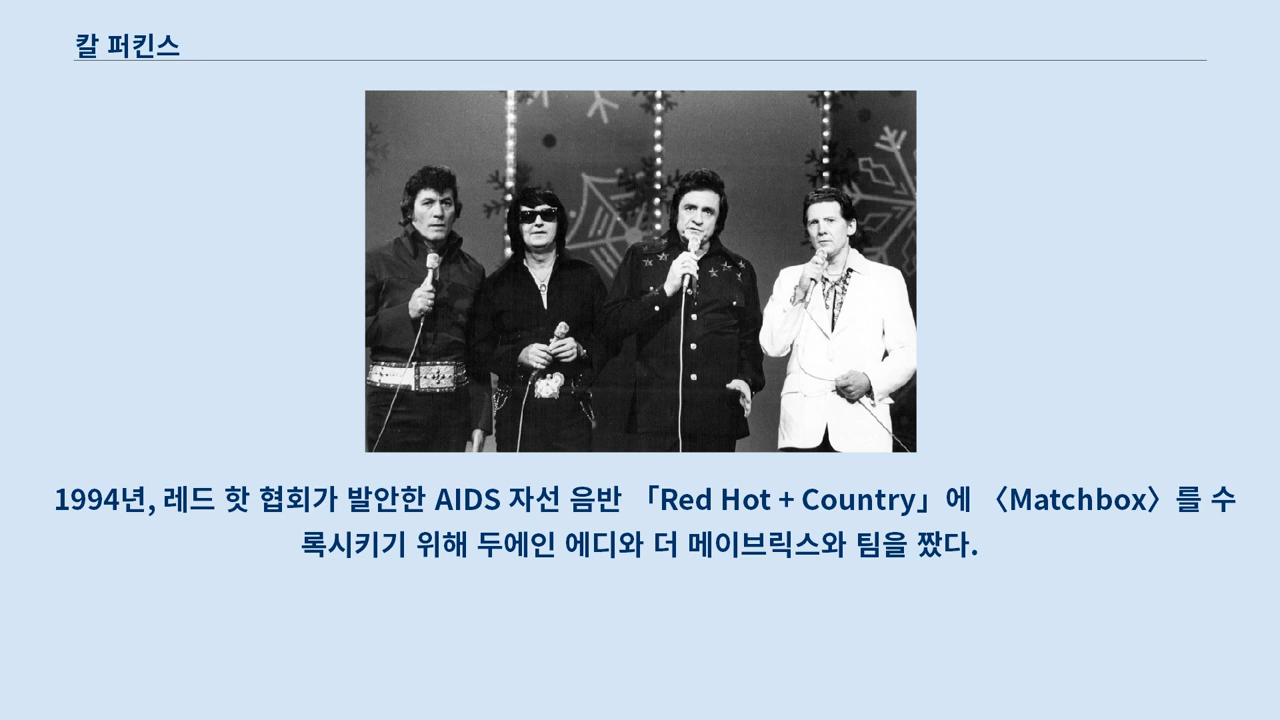 칼 퍼킨스
1994년, 레드 핫 협회가 발안한 AIDS 자선 음반 「Red Hot + Country」에 〈Matchbox〉를 수
록시키기 위해 두에인 에디와 더 메이브릭스와 팀을 짰다.